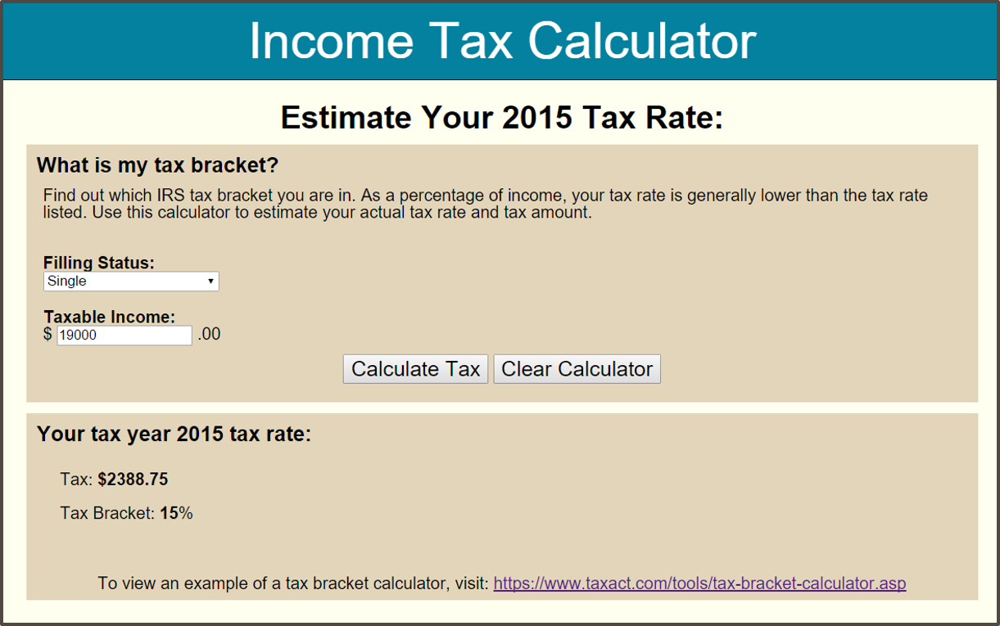 Income Tax Calculator
Estimate Your 2015 Tax Rate:
What is my tax bracket?
Find out which IRS tax bracket you are in. As a percentage of income, your tax rate is generally lower than the tax rate
listed. Use this calculator to estimate your actual tax rate and tax amount.
Filling Status:
Single
Taxable Income:
$ 19000 .00
Calculate Tax Clear Calculator
Your tax year 2015 tax rate:
Tax: $2388.75
Tax Bracket: 15%
To view an example of a tax bracket calculator, visit: https://www.taxact.com/tools/tax-bracket-calculator.asp